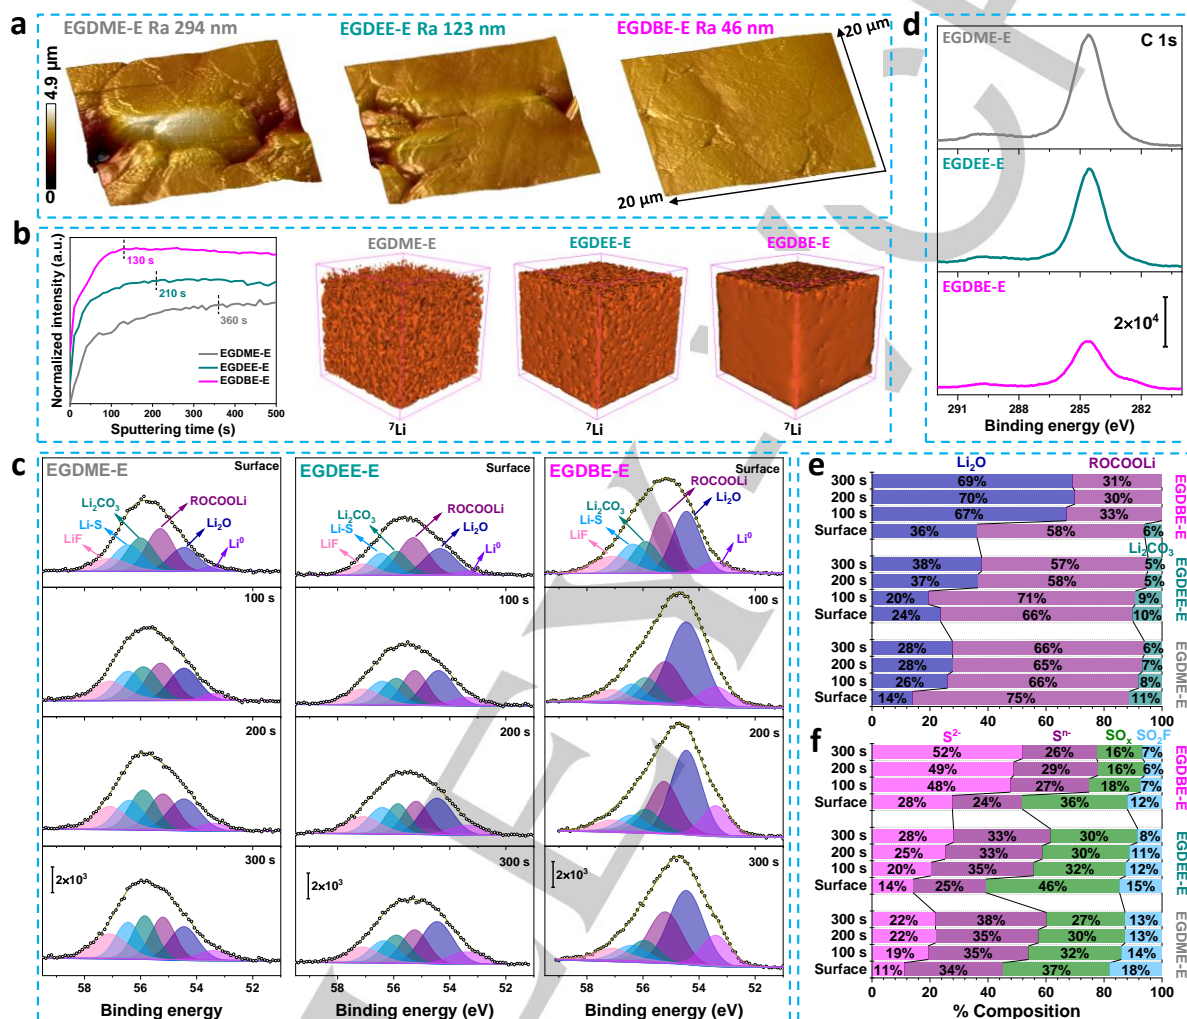 a
EGDME-E Ra 294 nm
EGDEE-E Ra 123 nm
EGDBE-E Ra 46 nm
4.9 µm
0
20 µm
20 µm
b
Normalized intensity (a.u.)
130 s
210 s
360 s
EGDME-E
EGDEE-E
EGDBE-E
0 100 200 300 400 500
Sputtering time (s)
EGDME-E
EGDEE-E
EGDBE-E
⁷Li
⁷Li
⁷Li
c
EGDME-E
Surface
Li₂CO₃
ROCOOLi
Li-S
Li₂O
LiF
Li⁰
100 s
200 s
300 s
2×10³
58 56 54 52
Binding energy
EGDEE-E
Surface
Li₂CO₃
ROCOOLi
Li-S
Li₂O
LiF
Li⁰
100 s
200 s
300 s
2×10³
58 56 54 52
Binding energy (eV)
EGDBE-E
Surface
ROCOOLi
Li₂CO₃
Li₂O
Li-S
LiF
Li⁰
100 s
200 s
300 s
2×10³
59 57 55 53 51
Binding energy (eV)
d
EGDME-E
C 1s
EGDEE-E
EGDBE-E
2×10⁴
291 288 285 282
Binding energy (eV)
e
Li₂O ROCOOLi
300 s 69% 31%
200 s 70% 30%
100 s 67% 33%
Surface 36% 58% 6%
EGDBE-E
Li₂CO₃
300 s 38% 57% 5%
200 s 37% 58% 5%
100 s 20% 71% 9%
Surface 24% 66% 10%
EGDEE-E
300 s 28% 66% 6%
200 s 28% 65% 7%
100 s 26% 66% 8%
Surface 14% 75% 11%
EGDME-E
0 20 40 60 80 100
f
S²⁻ Sⁿ⁻ SOₓ SO₂F
300 s 52% 26% 16% 7%
200 s 49% 29% 16% 6%
100 s 48% 27% 18% 7%
Surface 28% 24% 36% 12%
EGDBE-E
300 s 28% 33% 30% 8%
200 s 25% 33% 30% 11%
100 s 20% 35% 32% 12%
Surface 14% 25% 46% 15%
EGDEE-E
300 s 22% 38% 27% 13%
200 s 22% 35% 30% 13%
100 s 19% 35% 32% 14%
Surface 11% 34% 37% 18%
EGDME-E
0 20 40 60 80 100
% Composition